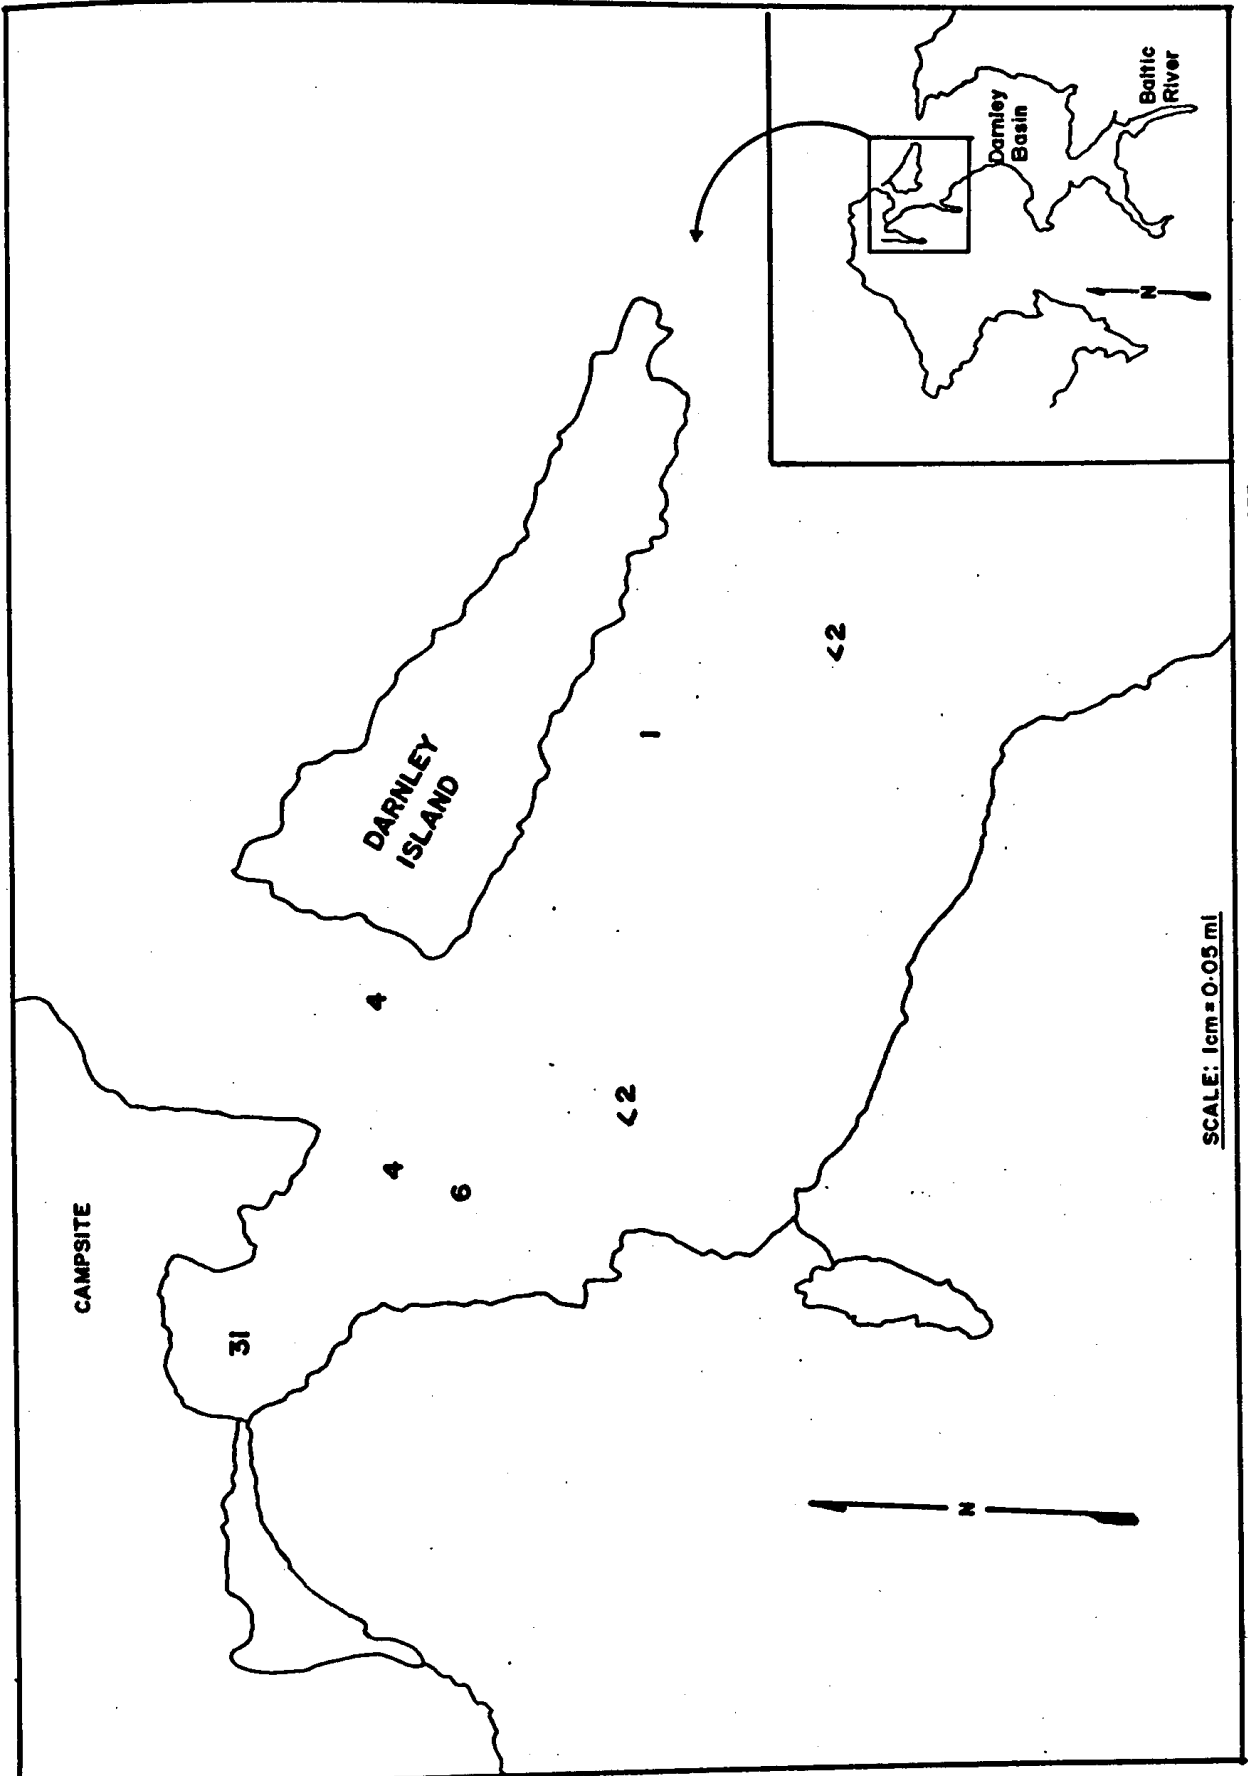 CAMPSITE
31
4
6
4
<2
DARNLEY
ISLAND
1
<2
N
SCALE: 1cm = 0.05 mi
Darnley
Basin
Baltic
River
N